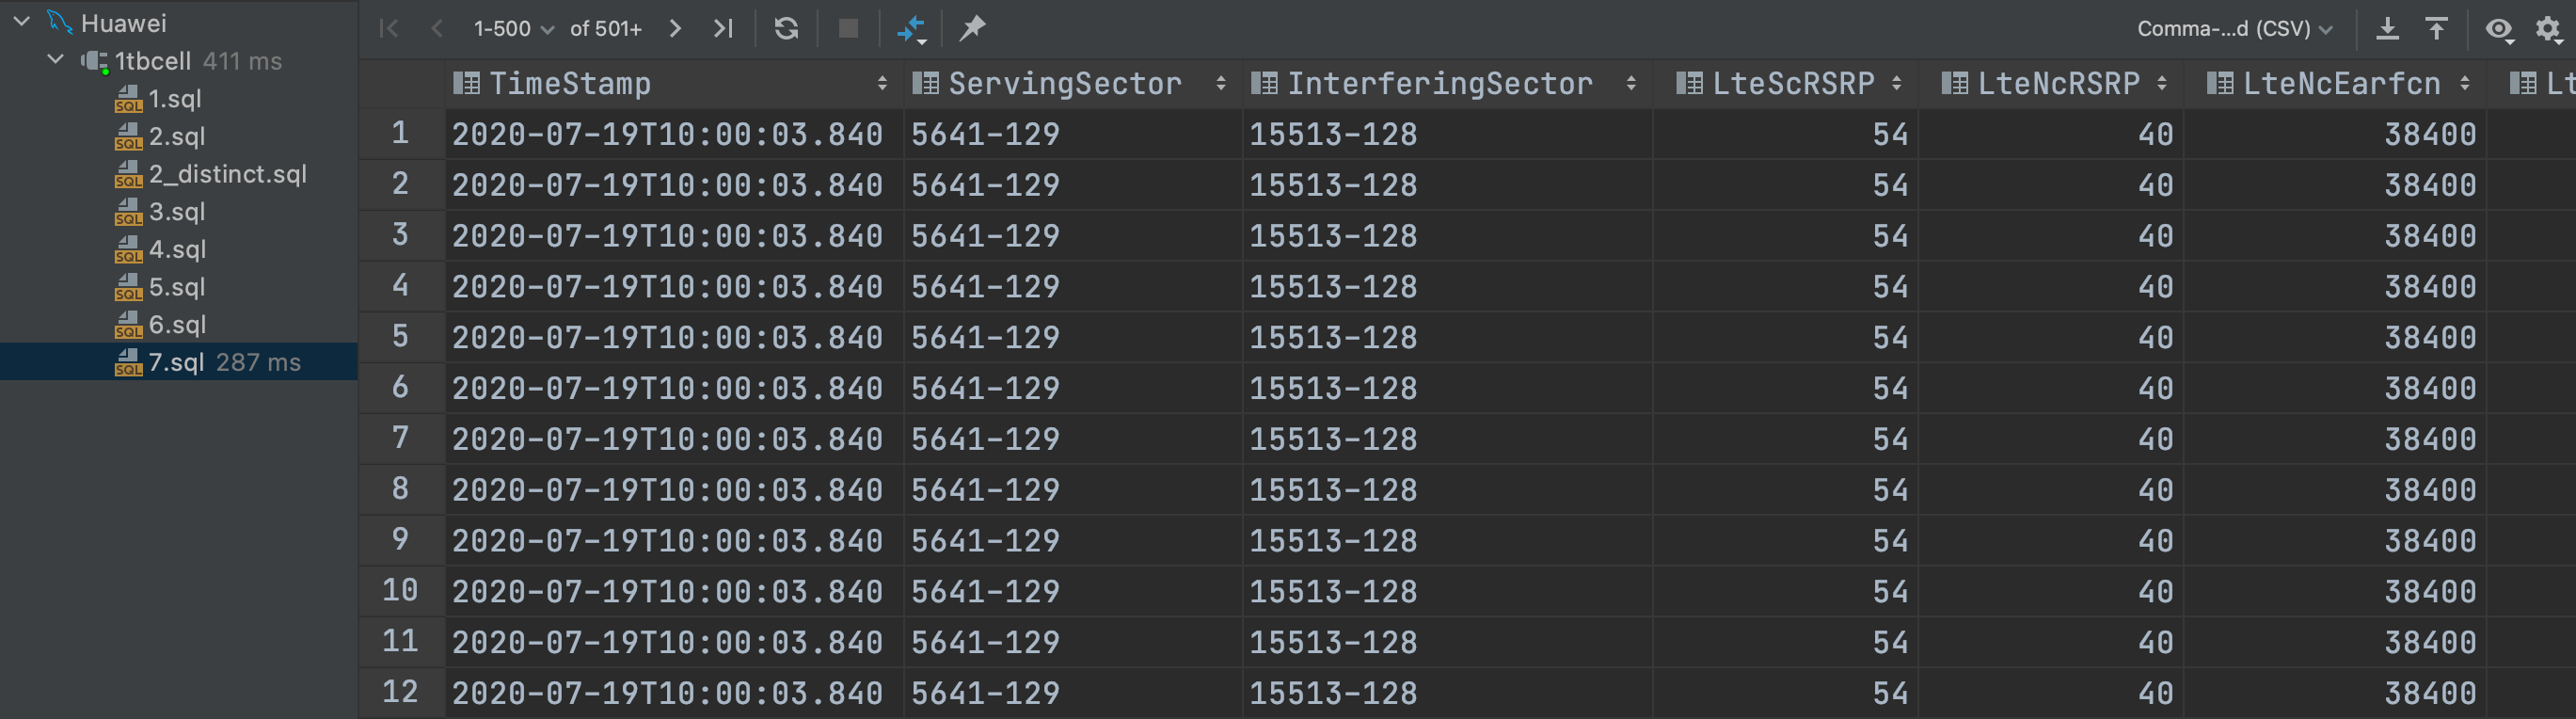 Huawei
1tbcell 411 ms
1.sql
2.sql
2_distinct.sql
3.sql
4.sql
5.sql
6.sql
7.sql 287 ms
1-500 of 501+ Comma-...d (CSV)
TimeStamp ServingSector InterferingSector LteScRSRP LteNcRSRP LteNcEarfcn Lt
1 2020-07-19T10:00:03.840 5641-129 15513-128 54 40 38400
2 2020-07-19T10:00:03.840 5641-129 15513-128 54 40 38400
3 2020-07-19T10:00:03.840 5641-129 15513-128 54 40 38400
4 2020-07-19T10:00:03.840 5641-129 15513-128 54 40 38400
5 2020-07-19T10:00:03.840 5641-129 15513-128 54 40 38400
6 2020-07-19T10:00:03.840 5641-129 15513-128 54 40 38400
7 2020-07-19T10:00:03.840 5641-129 15513-128 54 40 38400
8 2020-07-19T10:00:03.840 5641-129 15513-128 54 40 38400
9 2020-07-19T10:00:03.840 5641-129 15513-128 54 40 38400
10 2020-07-19T10:00:03.840 5641-129 15513-128 54 40 38400
11 2020-07-19T10:00:03.840 5641-129 15513-128 54 40 38400
12 2020-07-19T10:00:03.840 5641-129 15513-128 54 40 38400